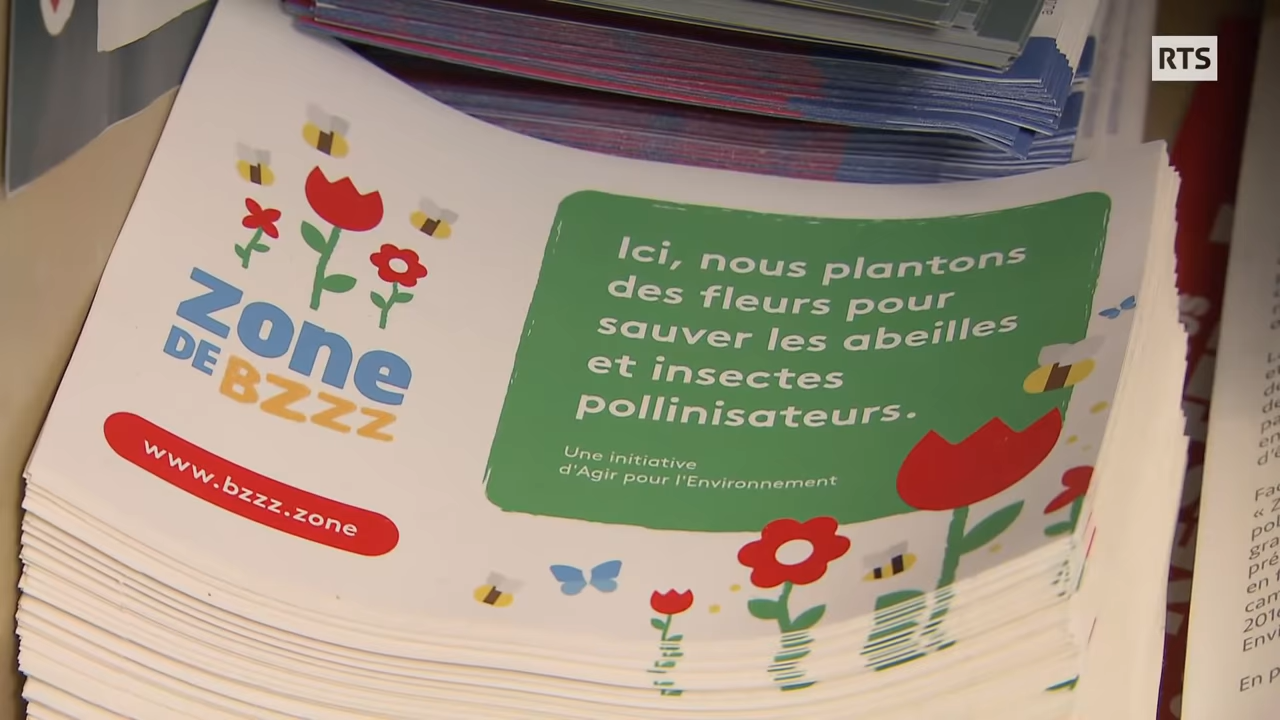 RTS
Zone
DE BZZZ
www.bzzz.zone
Ici, nous plantons
des fleurs pour
sauver les abeilles
et insectes
pollinisateurs.
Une initiative
d'Agir pour l'Environnement
En p